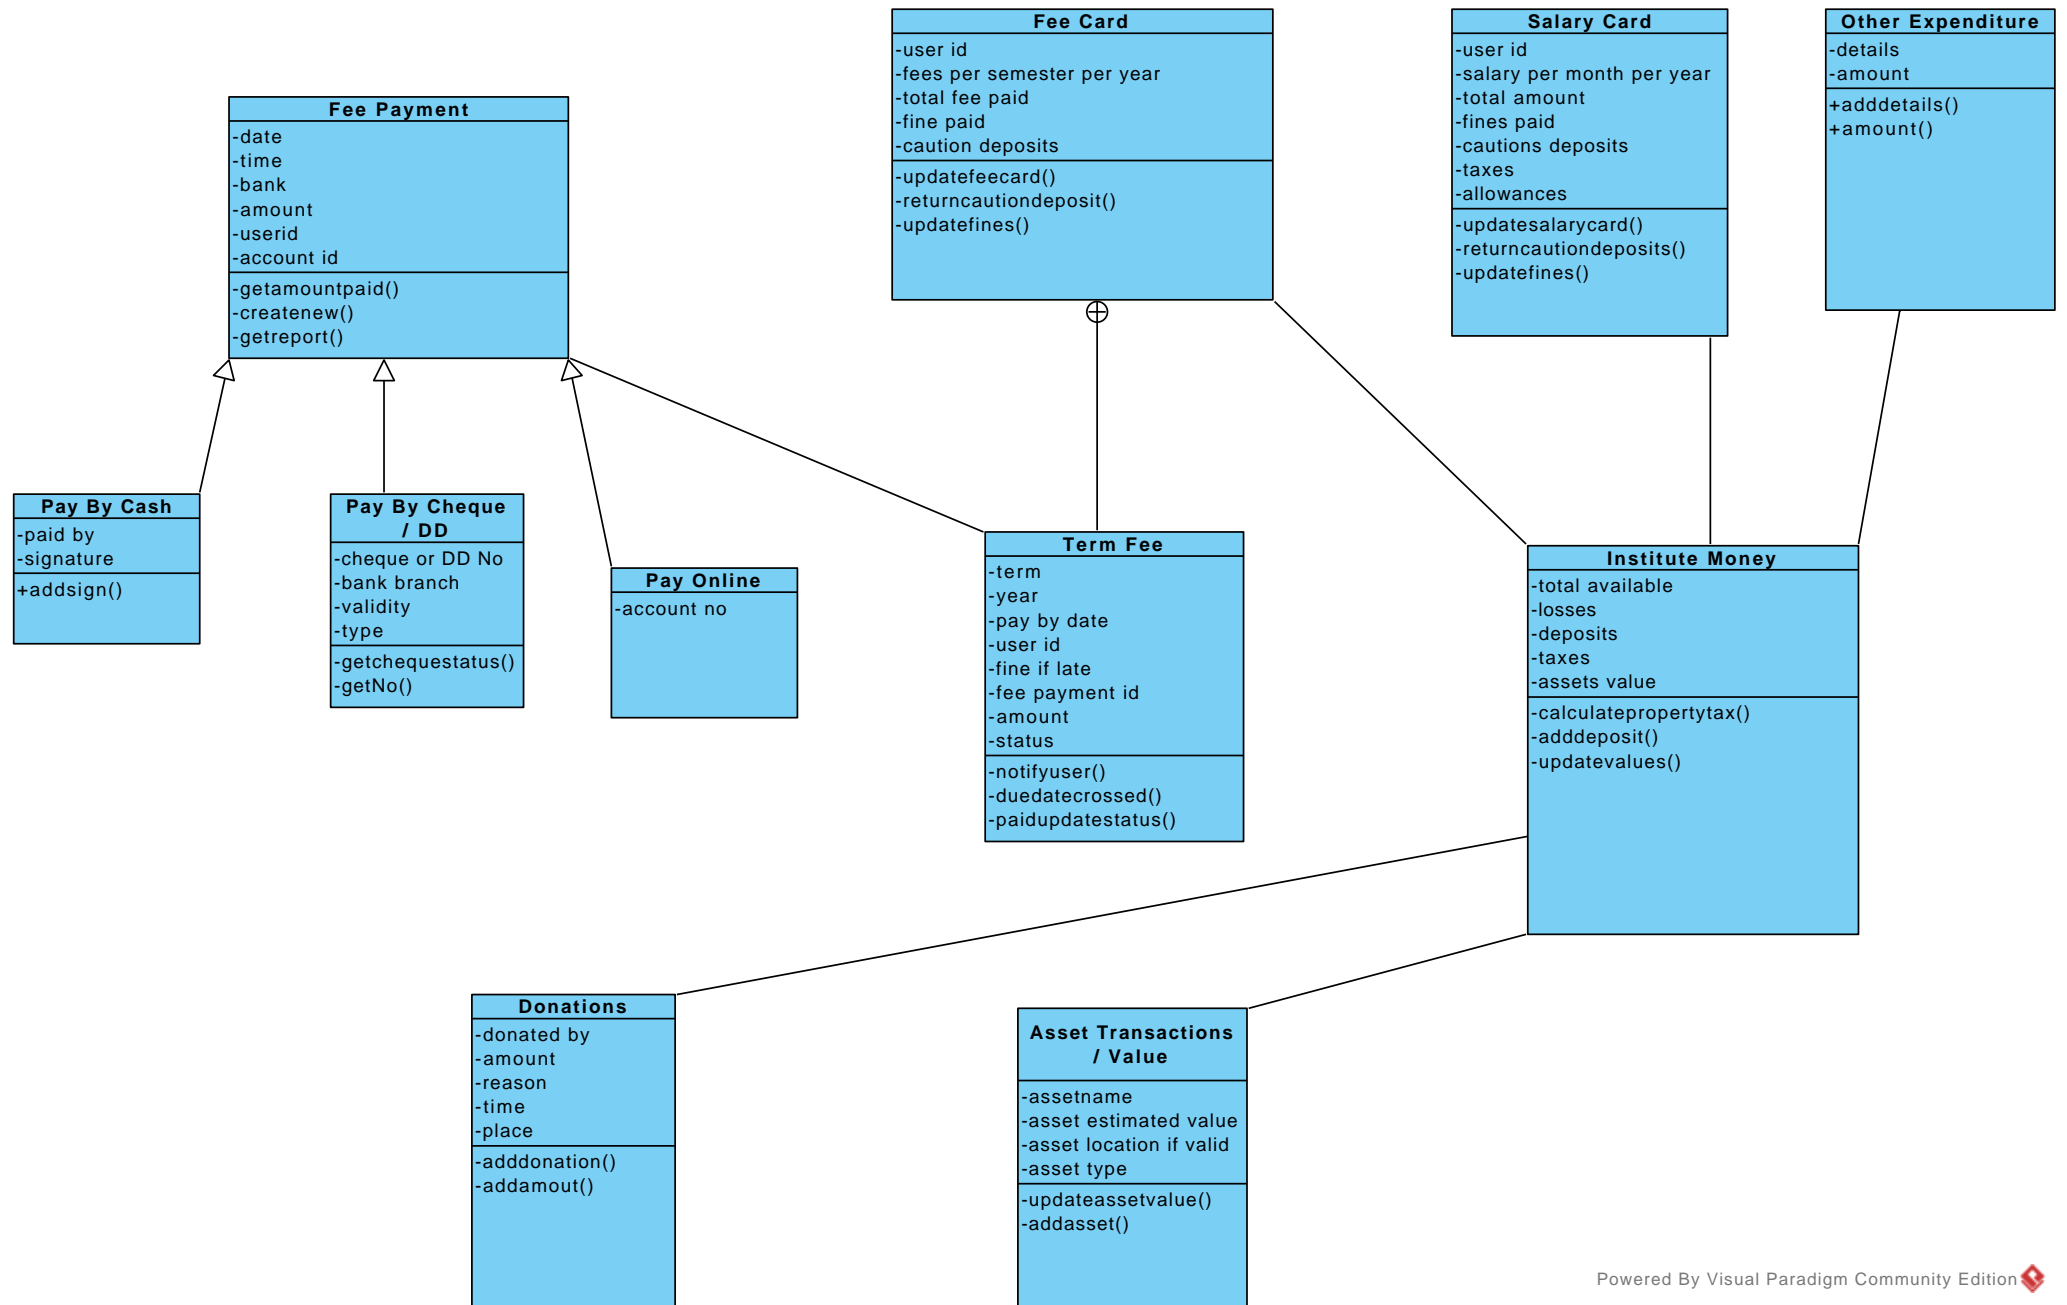 Fee Card
-user id
-fees per semester per year
-total fee paid
-fine paid
-caution deposits
-updatefeecard()
-returncautiondeposit()
-updatefines()
Salary Card
-user id
-salary per month per year
-total amount
-fines paid
-cautions deposits
-taxes
-allowances
-updatesalarycard()
-returncautiondeposits()
-updatefines()
Other Expenditure
-details
-amount
+adddetails()
+amount()
Fee Payment
-date
-time
-bank
-amount
-userid
-account id
-getamountpaid()
-createnew()
-getreport()
Pay By Cash
-paid by
-signature
+addsign()
Pay By Cheque
/ DD
-cheque or DD No
-bank branch
-validity
-type
-getchequestatus()
-getNo()
Pay Online
-account no
Term Fee
-term
-year
-pay by date
-user id
-fine if late
-fee payment id
-amount
-status
-notifyuser()
-duedatecrossed()
-paidupdatestatus()
Institute Money
-total available
-losses
-deposits
-taxes
-assets value
-calculatepropertytax()
-adddeposit()
-updatevalues()
Donations
-donated by
-amount
-reason
-time
-place
-adddonation()
-addamout()
Asset Transactions
/ Value
-assetname
-asset estimated value
-asset location if valid
-asset type
-updateassetvalue()
-addasset()
Powered By Visual Paradigm Community Edition